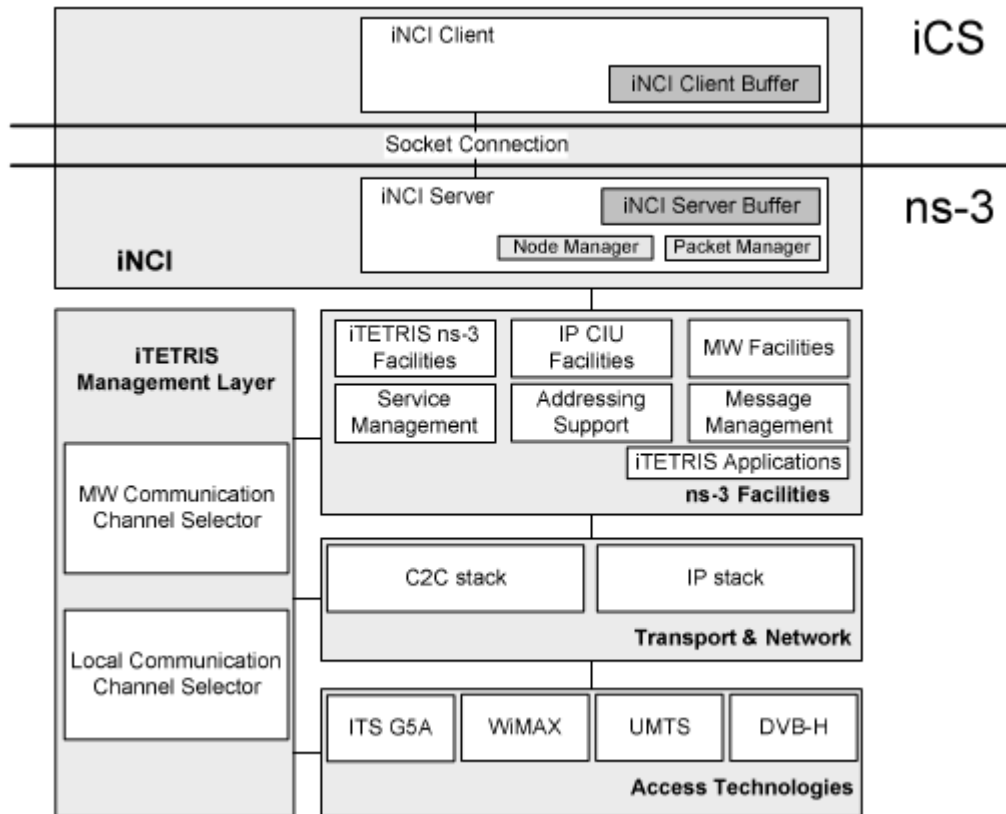 iNCI Client
iCS
iNCI Client Buffer
Socket Connection
iNCI Server
iNCI Server Buffer
ns-3
Node Manager
Packet Manager
iNCI
iTETRIS
Management Layer
MW Communication
Channel Selector
Local Communication
Channel Selector
iTETRIS ns-3
Facilities
IP CIU
Facilities
MW Facilities
Service
Management
Addressing
Support
Message
Management
iTETRIS Applications
ns-3 Facilities
C2C stack
IP stack
Transport & Network
ITS G5A
WiMAX
UMTS
DVB-H
Access Technologies